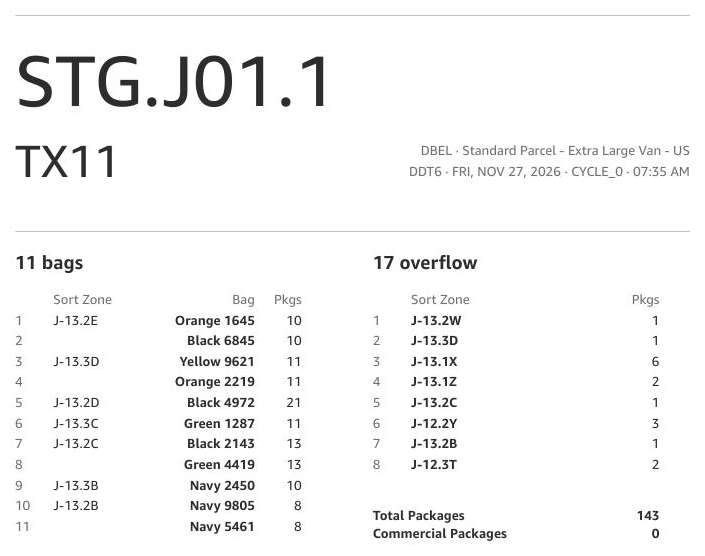 STG.J01.1
TX11
DBEL · Standard Parcel - Extra Large Van - US
DDT6 · FRI, NOV 27, 2026 · CYCLE_0 · 07:35 AM
11 bags
Sort Zone Bag Pkgs
1 J-13.2E Orange 1645 10
2 Black 6845 10
3 J-13.3D Yellow 9621 11
4 Orange 2219 11
5 J-13.2D Black 4972 21
6 J-13.3C Green 1287 11
7 J-13.2C Black 2143 13
8 Green 4419 13
9 J-13.3B Navy 2450 10
10 J-13.2B Navy 9805 8
11 Navy 5461 8
17 overflow
Sort Zone Pkgs
1 J-13.2W 1
2 J-13.3D 1
3 J-13.1X 6
4 J-13.1Z 2
5 J-13.2C 1
6 J-12.2Y 3
7 J-13.2B 1
8 J-12.3T 2
Total Packages 143
Commercial Packages 0